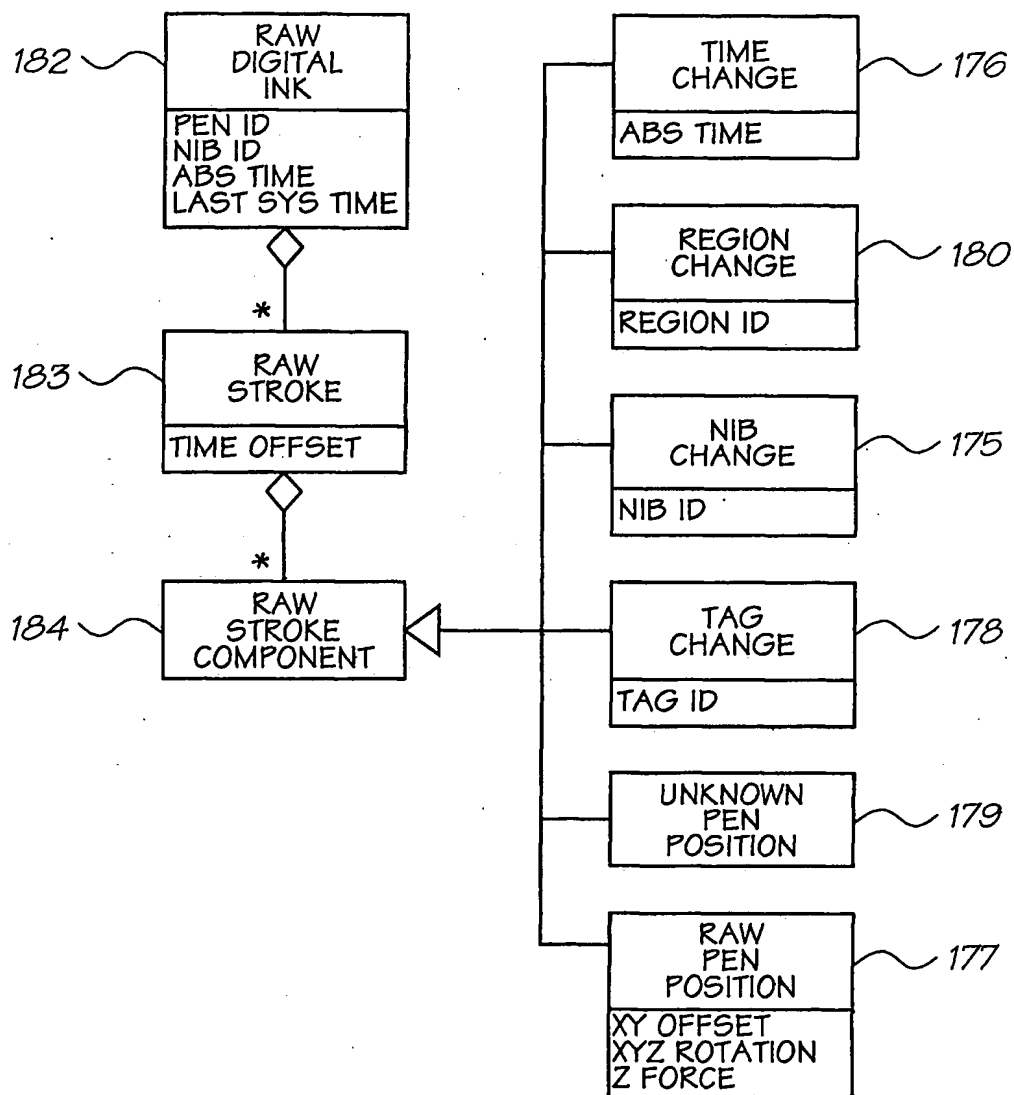 182
RAW
DIGITAL
INK
PEN ID
NIB ID
ABS TIME
LAST SYS TIME
*
183
RAW
STROKE
TIME OFFSET
*
184
RAW
STROKE
COMPONENT
TIME
CHANGE
176
ABS TIME
REGION
CHANGE
180
REGION ID
NIB
CHANGE
175
NIB ID
TAG
CHANGE
178
TAG ID
UNKNOWN
PEN
POSITION
179
RAW
PEN
POSITION
177
XY OFFSET
XYZ ROTATION
Z FORCE